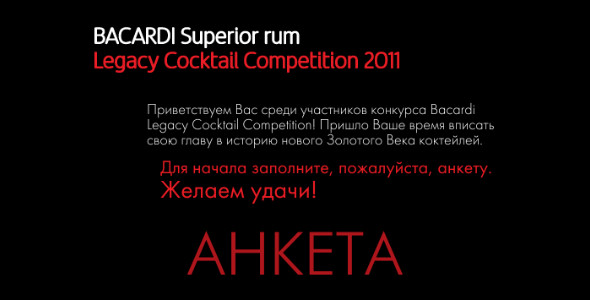 BACARDI Superior rum
Legacy Cocktail Competition 2011
Приветствуем Вас среди участников конкурса Bacardi
Legacy Cocktail Competition! Пришло Ваше время вписать
свою главу в историю нового Золотого Века коктейлей.
Для начала заполните, пожалуйста, анкету.
Желаем удачи!
АНКЕТА